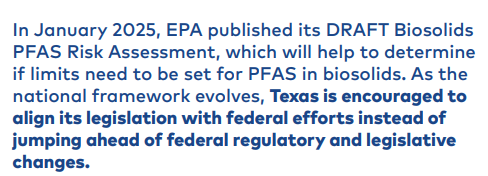 In January 2025, EPA published its DRAFT Biosolids
PFAS Risk Assessment, which will help to determine
if limits need to be set for PFAS in biosolids. As the
national framework evolves, Texas is encouraged to
align its legislation with federal efforts instead of
jumping ahead of federal regulatory and legislative
changes.